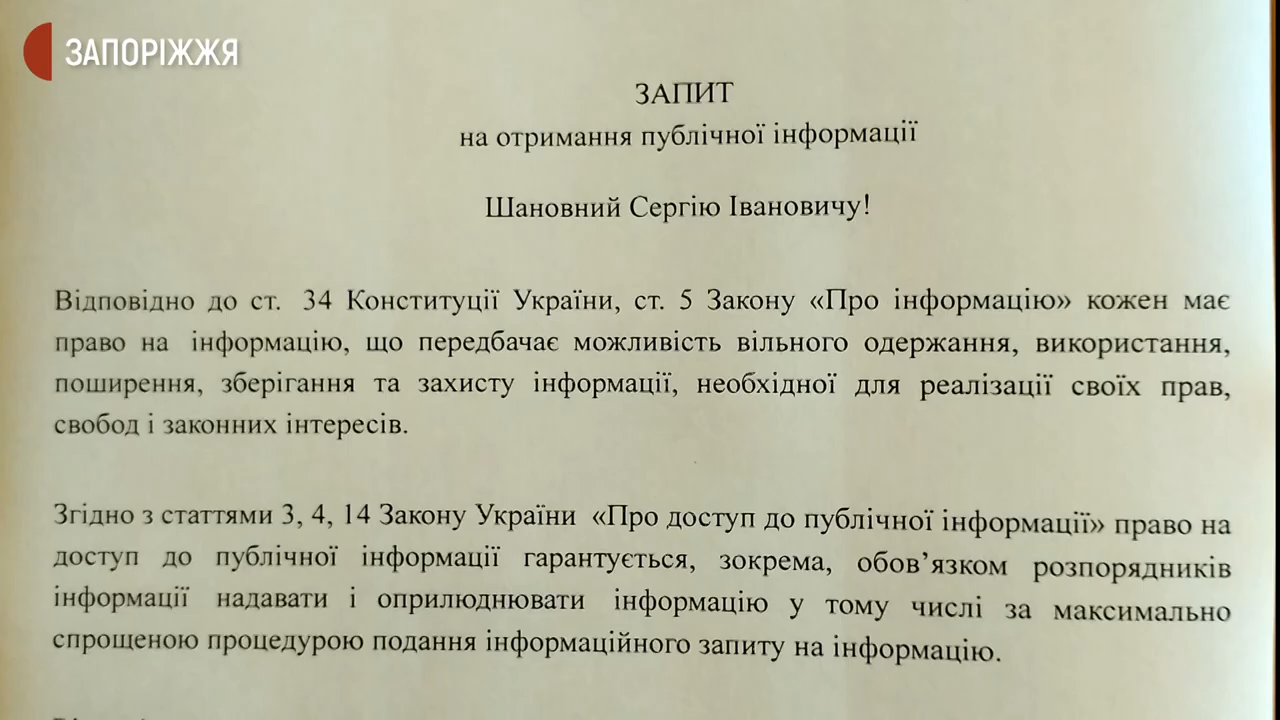 ЗАПОРІЖЖЯ
ЗАПИТ
на отримання публічної інформації
Шановний Сергію Івановичу!
Відповідно до ст. 34 Конституції України, ст. 5 Закону «Про інформацію» кожен має
право на інформацію, що передбачає можливість вільного одержання, використання,
поширення, зберігання та захисту інформації, необхідної для реалізації своїх прав,
свобод і законних інтересів.
Згідно з статтями 3, 4, 14 Закону України «Про доступ до публічної інформації» право на
доступ до публічної інформації гарантується, зокрема, обов’язком розпорядників
інформації надавати і оприлюднювати інформацію у тому числі за максимально
спрощеною процедурою подання інформаційного запиту на інформацію.